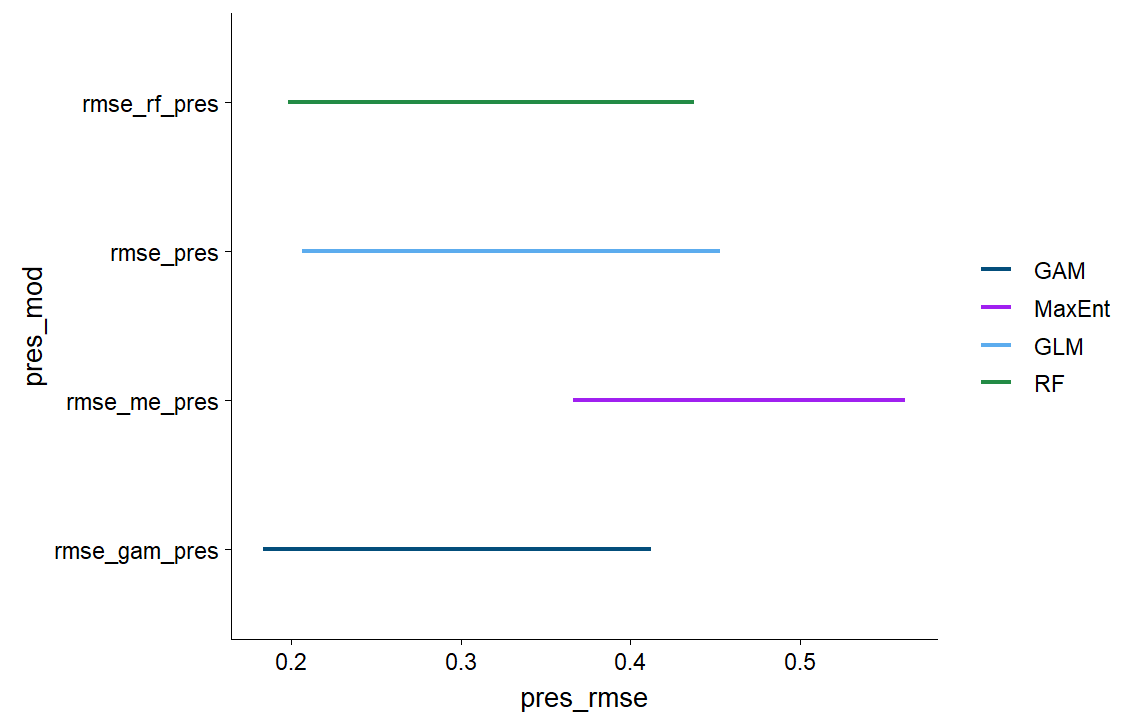 rmse_rf_pres
rmse_pres
rmse_me_pres
rmse_gam_pres
pres_mod
0.2
0.3
0.4
0.5
pres_rmse
GAM
MaxEnt
GLM
RF